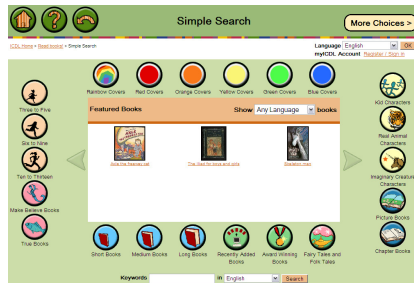 Simple Search
More Choices >
ICDL Home > Read books! > Simple Search
Language English OK
myICDL Account Register / Sign in
Rainbow Covers Red Covers Orange Covers Yellow Covers Green Covers Blue Covers
Three to Five
Six to Nine
Ten to Thirteen
Make Believe Books
True Books
Featured Books
Show Any Language books
Skeleton man
Kid Characters
Real Animal
Characters
Imaginary Creature
Characters
Picture Books
Chapter Books
Short Books Medium Books Long Books Recently Added Books Award Winning Books Fairy Tales and Folk Tales
Keywords in English Search